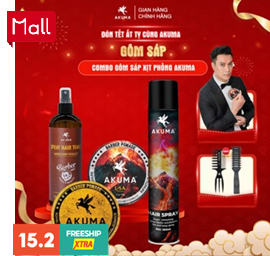 Mall
AKUMA
GIAN HÀNG
CHÍNH HÃNG
ĐÓN TẾT ẤT TỴ CÙNG AKUMA
GÔM SÁP
COMBO GÔM SÁP XỊT PHỒNG AKUMA
AKUMA
AKUMA
AKUMA
HAIR SPRAY
15.2
FREESHIP
XTRA